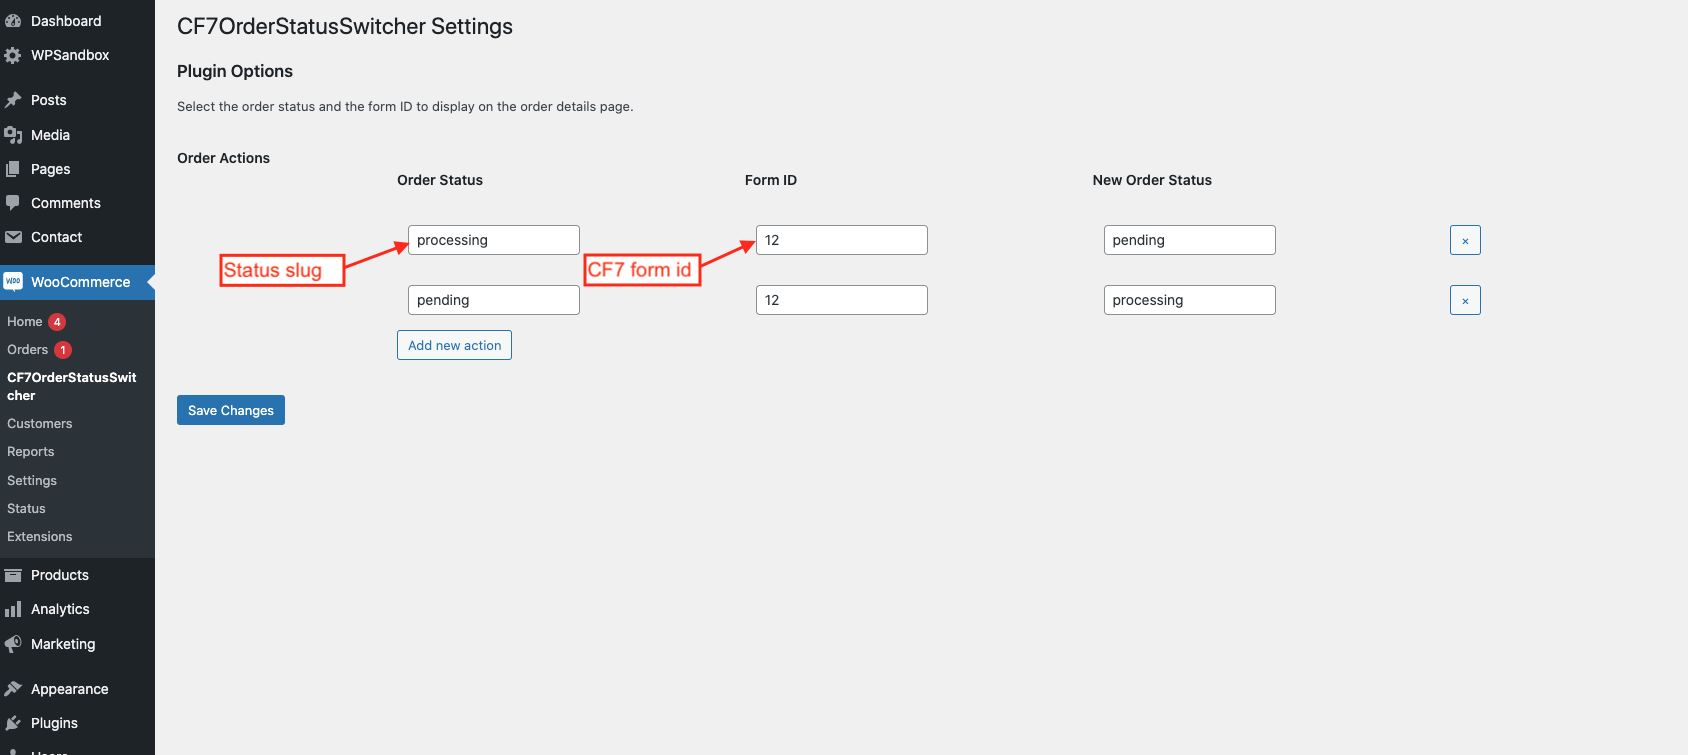 Dashboard
WPSandbox
Posts
Media
Pages
Comments
Contact
WOO WooCommerce
Home 4
Orders 1
CF7OrderStatusSwit
cher
Customers
Reports
Settings
Status
Extensions
Products
Analytics
Marketing
Appearance
Plugins
CF7OrderStatusSwitcher Settings
Plugin Options
Select the order status and the form ID to display on the order details page.
Order Actions
Order Status Form ID New Order Status
processing 12 pending ×
Status slug CF7 form id
pending 12 processing ×
Add new action
Save Changes